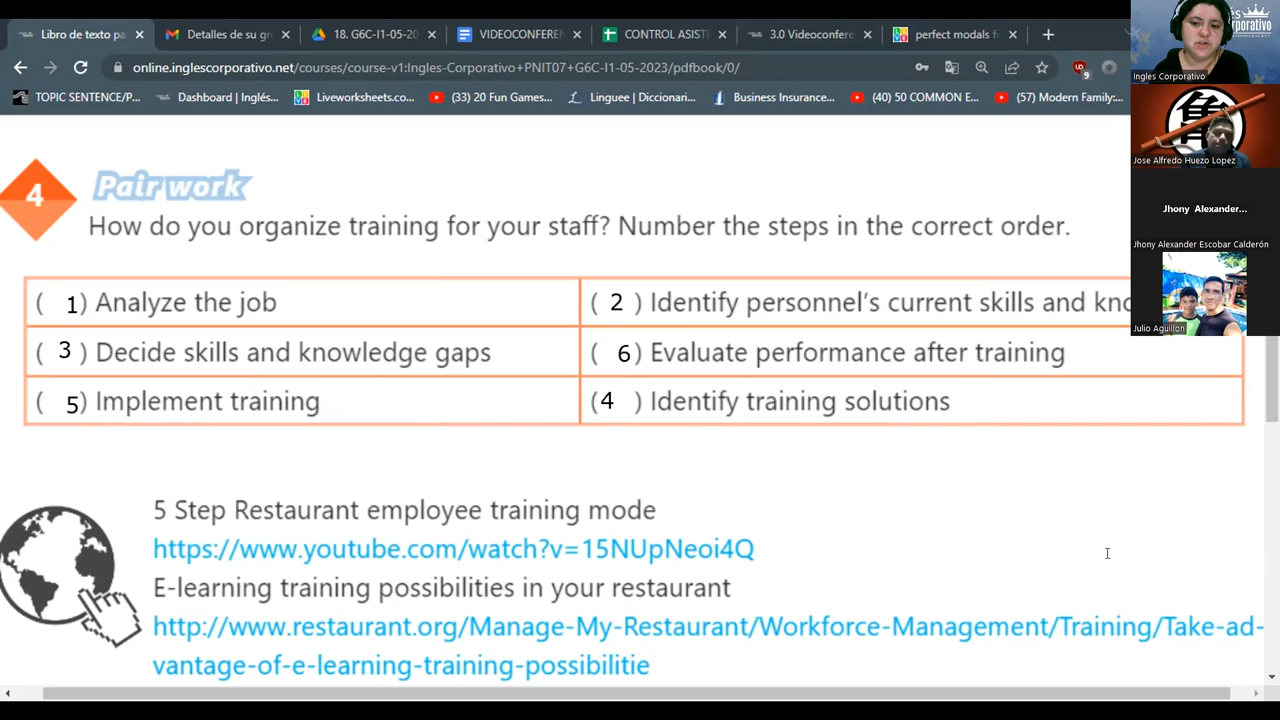 Libro de texto pa
Detalles de su gr
18. G6C-I1-05-20
VIDEOCONFEREN
CONTROL ASIST
3.0 Videoconfere
perfect modals f
online.inglescorporativo.net/courses/course-v1:Ingles-Corporativo+PNIT07+G6C-I1-05-2023/pdfbook/0/
9
TOPIC SENTENCE/P...
Dashboard | Inglés...
Liveworksheets.co...
(33) 20 Fun Games...
Linguee | Diccionari...
Business Insurance...
(40) 50 COMMON E...
(57) Modern Family:...
Ingles Corporativo
Jose Alfredo Huezo Lopez
Jhony Alexander...
Jhony Alexander Escobar Calderón
Julio Aguillon
4
Pair work
How do you organize training for your staff? Number the steps in the correct order.
( 1) Analyze the job
( 2 ) Identify personnel's current skills and
( 3 ) Decide skills and knowledge gaps
( 6) Evaluate performance after training
( 5) Implement training
(4 ) Identify training solutions
5 Step Restaurant employee training mode
https://www.youtube.com/watch?v=15NUpNeoi4Q
E-learning training possibilities in your restaurant
http://www.restaurant.org/Manage-My-Restaurant/Workforce-Management/Training/Take-ad-
vantage-of-e-learning-training-possibilitie